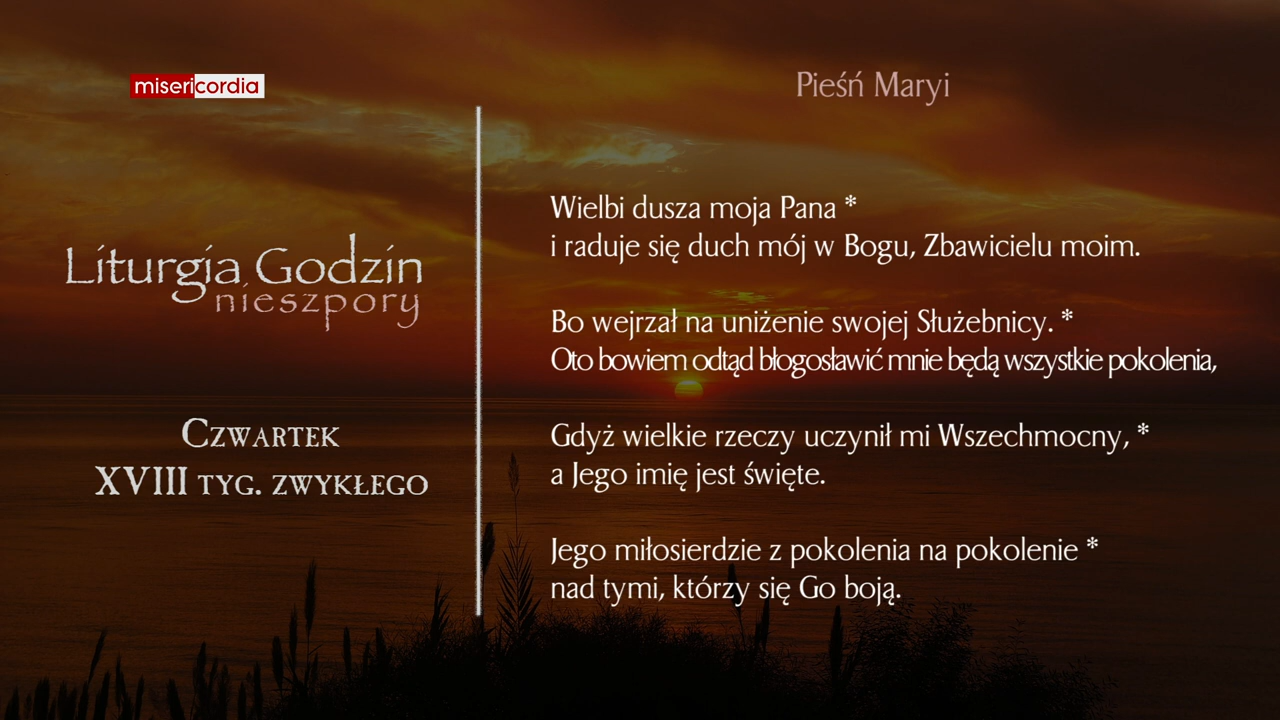 misericordia
Liturgia Godzin
nieszpory
Czwartek
XVIII tyg. zwykłego
Pieśń Maryi
Wielbi dusza moja Pana *
i raduje się duch mój w Bogu, Zbawicielu moim.
Bo wejrzał na uniżenie swojej Służebnicy. *
Oto bowiem odtąd błogosławić mnie będą wszystkie pokolenia,
Gdyż wielkie rzeczy uczynił mi Wszechmocny, *
a Jego imię jest święte.
Jego miłosierdzie z pokolenia na pokolenie *
nad tymi, którzy się Go boją.